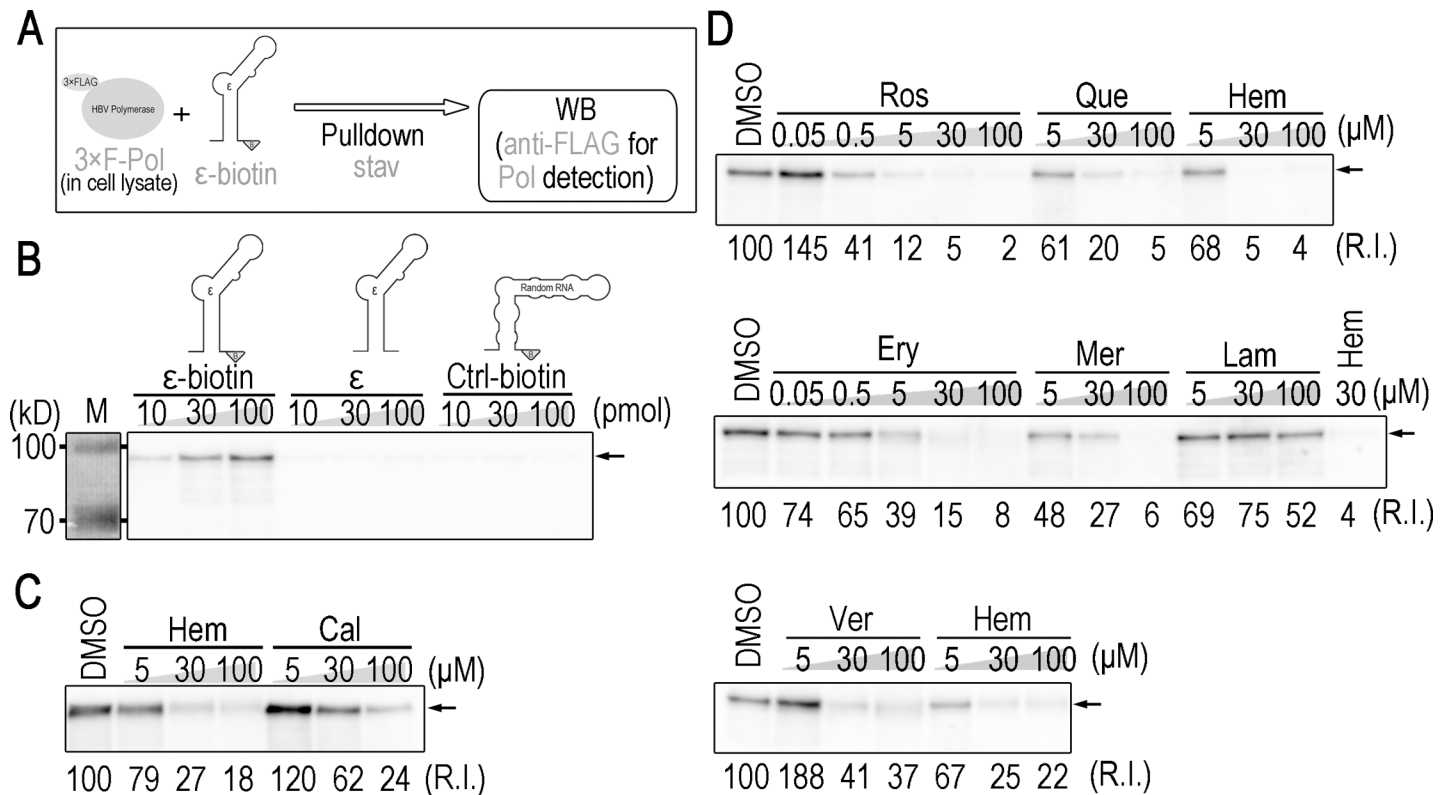 A
3×FLAG
HBV Polymerase
+
ε
B
3×F-Pol
(in cell lysate)
ε-biotin
Pulldown
stav
WB
(anti-FLAG for
Pol detection)
B
ε
B
ε
Random RNA
B
ε-biotin
ε
Ctrl-biotin
(kD)
M
10 30 100
10 30 100
10 30 100
(pmol)
100
70
C
DMSO
Hem
Cal
5 30 100
5 30 100
(μM)
100 79 27 18 120 62 24 (R.I.)
D
DMSO
Ros
Que
Hem
0.05 0.5 5 30 100
5 30 100
5 30 100
(μM)
100 145 41 12 5 2 61 20 5 68 5 4 (R.I.)
DMSO
Ery
Mer
Lam
Hem
0.05 0.5 5 30 100
5 30 100
5 30 100
30
(μM)
100 74 65 39 15 8 48 27 6 69 75 52 4 (R.I.)
DMSO
Ver
Hem
5 30 100
5 30 100
(μM)
100 188 41 37 67 25 22 (R.I.)